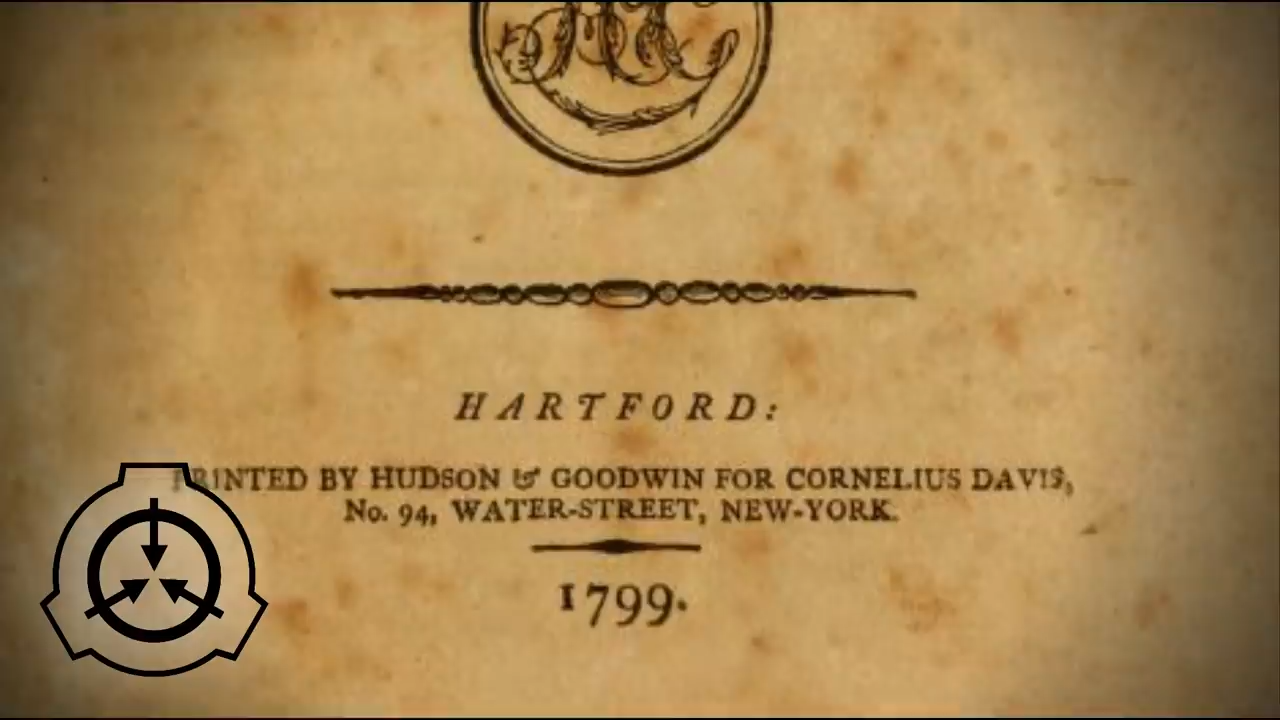 HARTFORD:
PRINTED BY HUDSON & GOODWIN FOR CORNELIUS DAVIS,
No. 94, WATER-STREET, NEW-YORK.
1799.